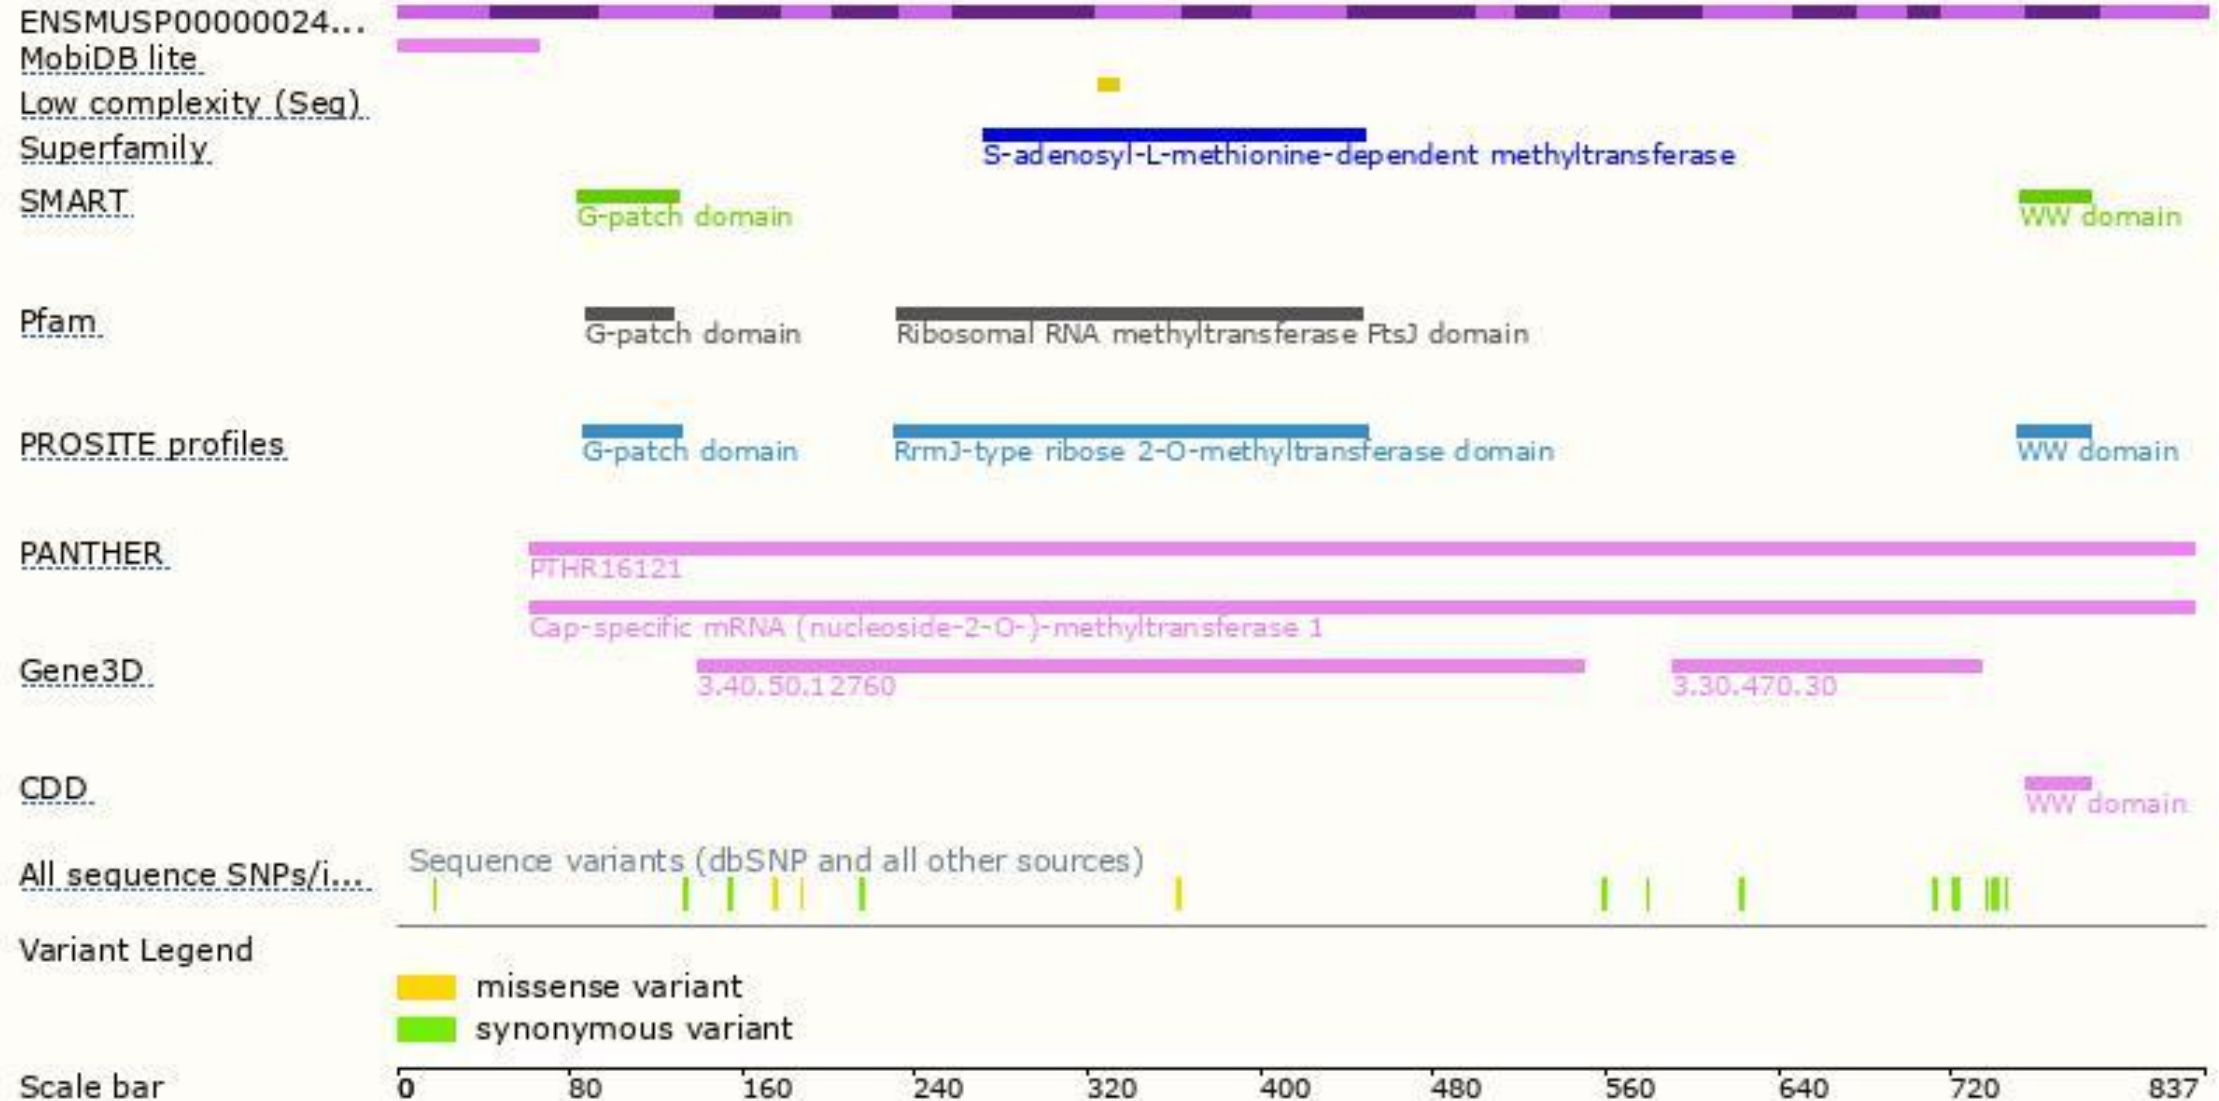 ENSMUSP00000024...
MobiDB lite
Low complexity (Seg)
Superfamily
S-adenosyl-L-methionine-dependent methyltransferase
SMART
G-patch domain
WW domain
Pfam
G-patch domain
Ribosomal RNA methyltransferase FtsJ domain
PROSITE profiles
G-patch domain
RrmJ-type ribose 2-O-methyltransferase domain
WW domain
PANTHER
PTHR16121
Cap-specific mRNA (nucleoside-2-O-)-methyltransferase 1
Gene3D
3.40.50.12760
3.30.470.30
CDD
WW domain
All sequence SNPs/i...
Sequence variants (dbSNP and all other sources)
Variant Legend
missense variant
synonymous variant
Scale bar
0 80 160 240 320 400 480 560 640 720 837